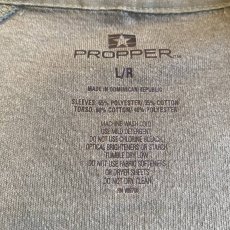 PROPPER
L/R
MADE IN DOMINICAN REPUBLIC
SLEEVES: 65% POLYESTER/ 35% COTTON
TORSO: 60% COTTON/ 40% POLYESTER
MACHINE WASH COLD
USE MILD DETERGENT
DO NOT USE CHLORINE BLEACH,
OPTICAL BRIGHTENERS OR STARCH
TUMBLE DRY LOW
DO NOT USE FABRIC SOFTENERS
OR DRYER SHEETS
DO NOT DRY CLEAN